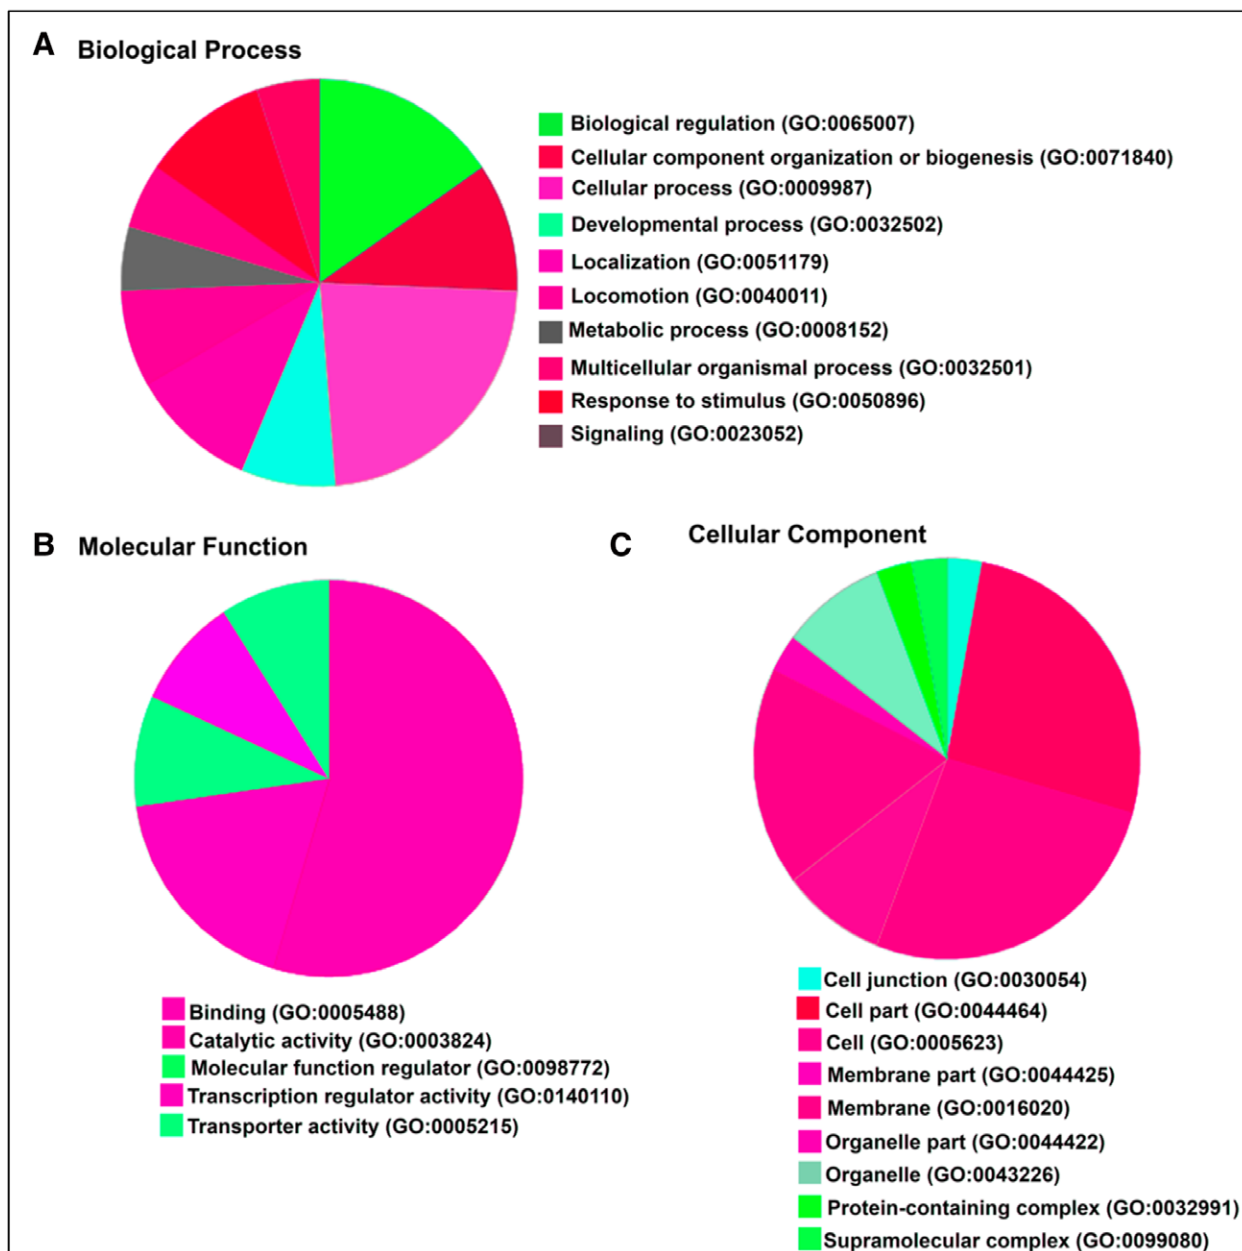 A Biological Process
Biological regulation (GO:0065007)
Cellular component organization or biogenesis (GO:0071840)
Cellular process (GO:0009987)
Developmental process (GO:0032502)
Localization (GO:0051179)
Locomotion (GO:0040011)
Metabolic process (GO:0008152)
Multicellular organismal process (GO:0032501)
Response to stimulus (GO:0050896)
Signaling (GO:0023052)
B Molecular Function
Binding (GO:0005488)
Catalytic activity (GO:0003824)
Molecular function regulator (GO:0098772)
Transcription regulator activity (GO:0140110)
Transporter activity (GO:0005215)
C Cellular Component
Cell junction (GO:0030054)
Cell part (GO:0044464)
Cell (GO:0005623)
Membrane part (GO:0044425)
Membrane (GO:0016020)
Organelle part (GO:0044422)
Organelle (GO:0043226)
Protein-containing complex (GO:0032991)
Supramolecular complex (GO:0099080)